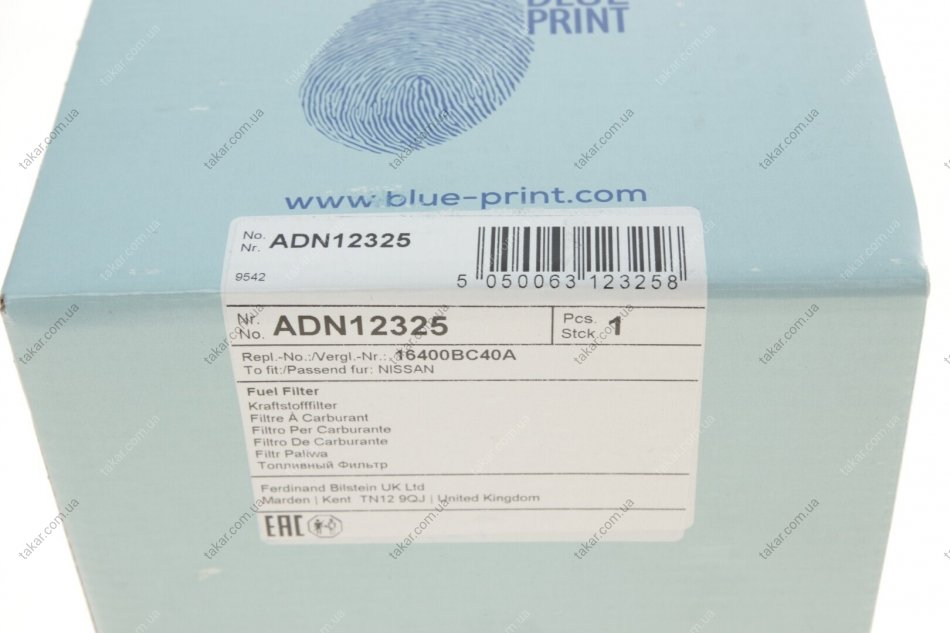 BLUE
PRINT
www.blue-print.com
No.
Nr. ADN12325
9542
5 050063 123258
Nr.
No. ADN12325
Pcs.
Stck 1
Repl.-No.:/Vergl.-Nr.: 16400BC40A
To fit:/Passend fur: NISSAN
Fuel Filter
Kraftstofffilter
Filtre À Carburant
Filtro Per Carburante
Filtro De Carburante
Filtr Paliwa
Топливный Фильтр
Ferdinand Bilstein UK Ltd
Marden | Kent TN12 9QJ | United Kingdom
EAC
takar.com.ua